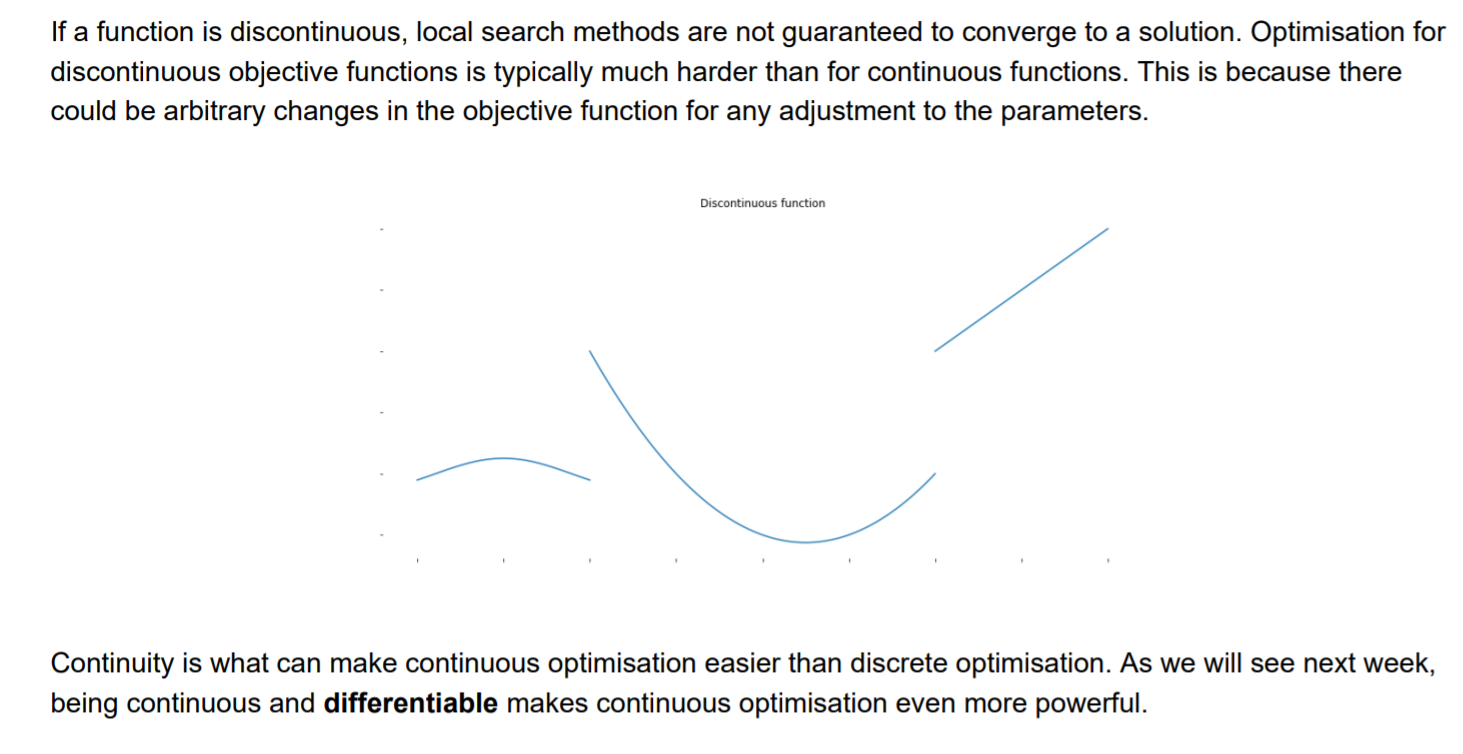 If a function is discontinuous, local search methods are not guaranteed to converge to a solution. Optimisation for
discontinuous objective functions is typically much harder than for continuous functions. This is because there
could be arbitrary changes in the objective function for any adjustment to the parameters.
Discontinuous function
Continuity is what can make continuous optimisation easier than discrete optimisation. As we will see next week,
being continuous and differentiable makes continuous optimisation even more powerful.